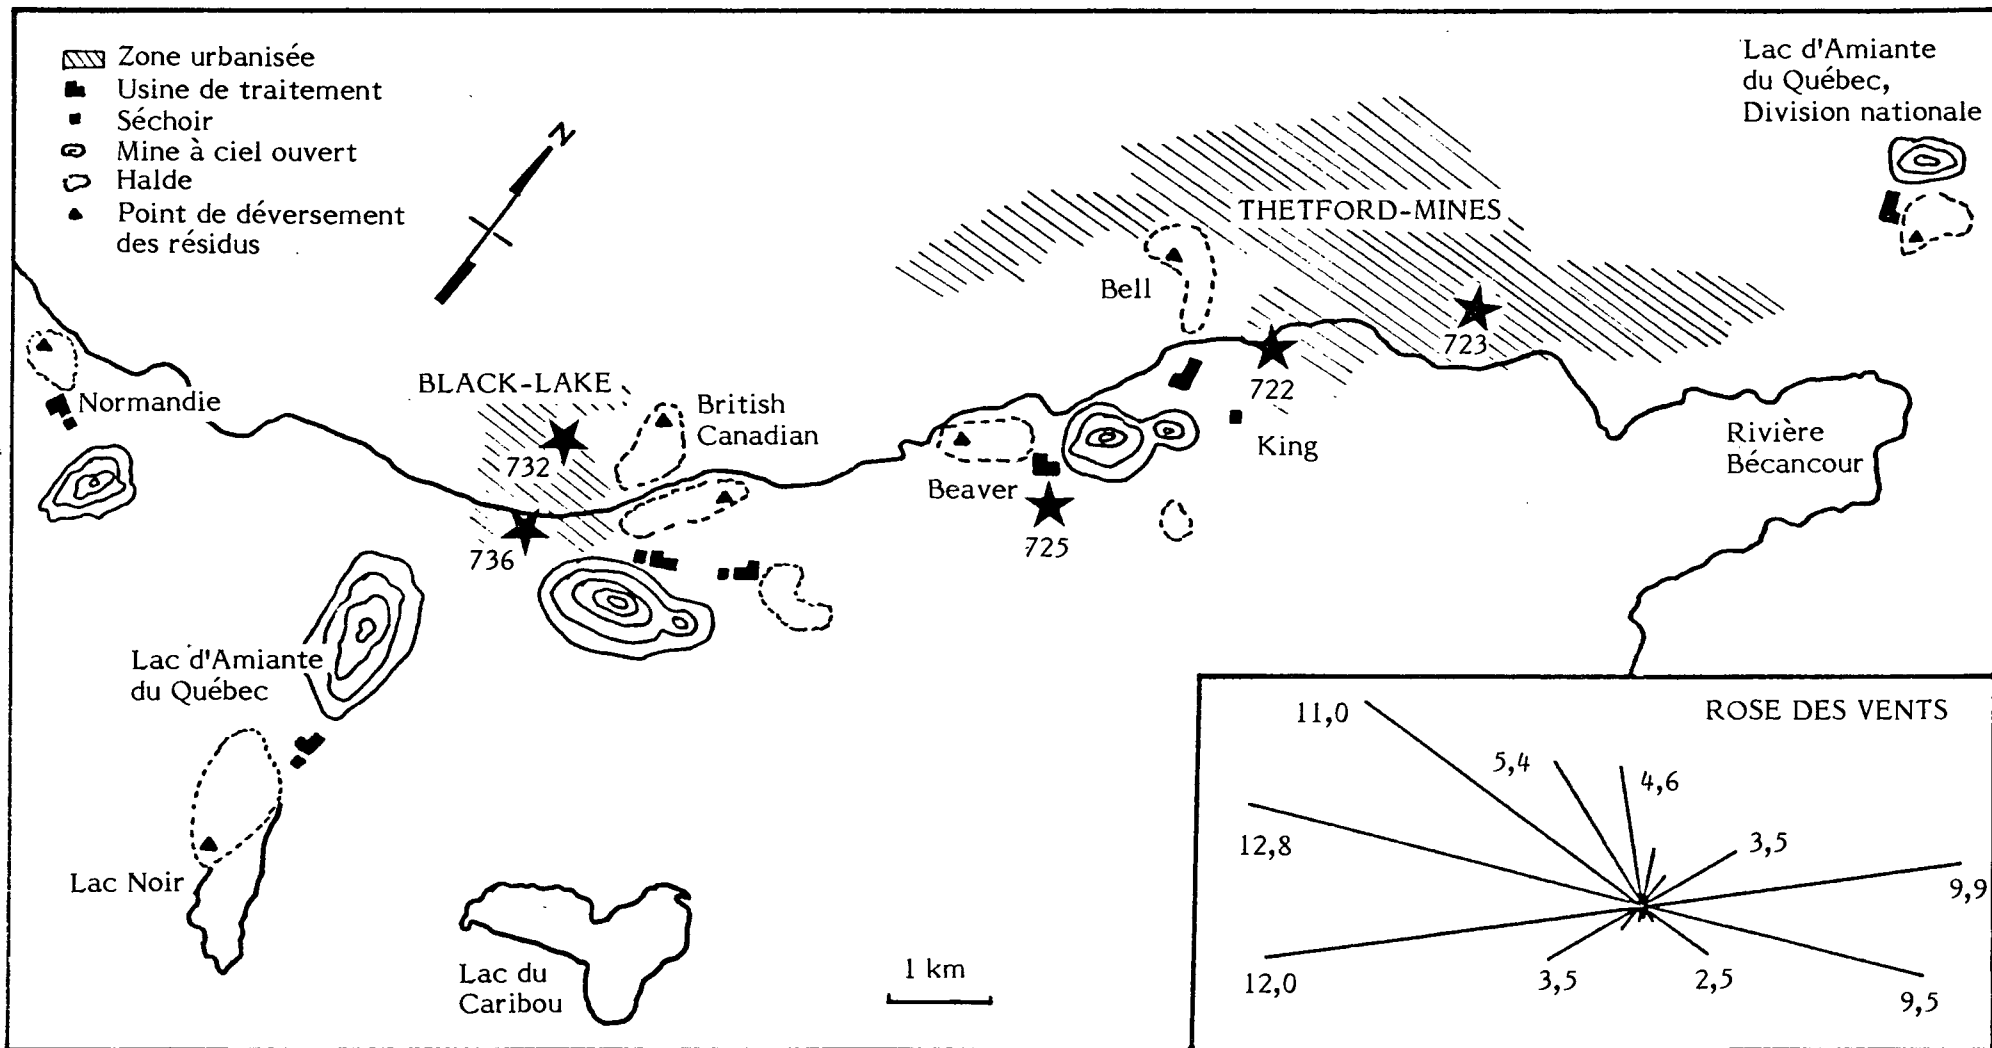 Zone urbanisée
Usine de traitement
Séchoir
Mine à ciel ouvert
Halde
Point de déversement
des résidus
N
Lac d'Amiante
du Québec,
Division nationale
THETFORD-MINES
Bell
723
722
BLACK-LAKE
British
Canadian
Normandie
732
King
Rivière
Bécancour
Beaver
725
736
Lac d'Amiante
du Québec
Lac Noir
Lac du
Caribou
1 km
ROSE DES VENTS
11,0
5,4
4,6
12,8
3,5
9,9
12,0
3,5
2,5
9,5